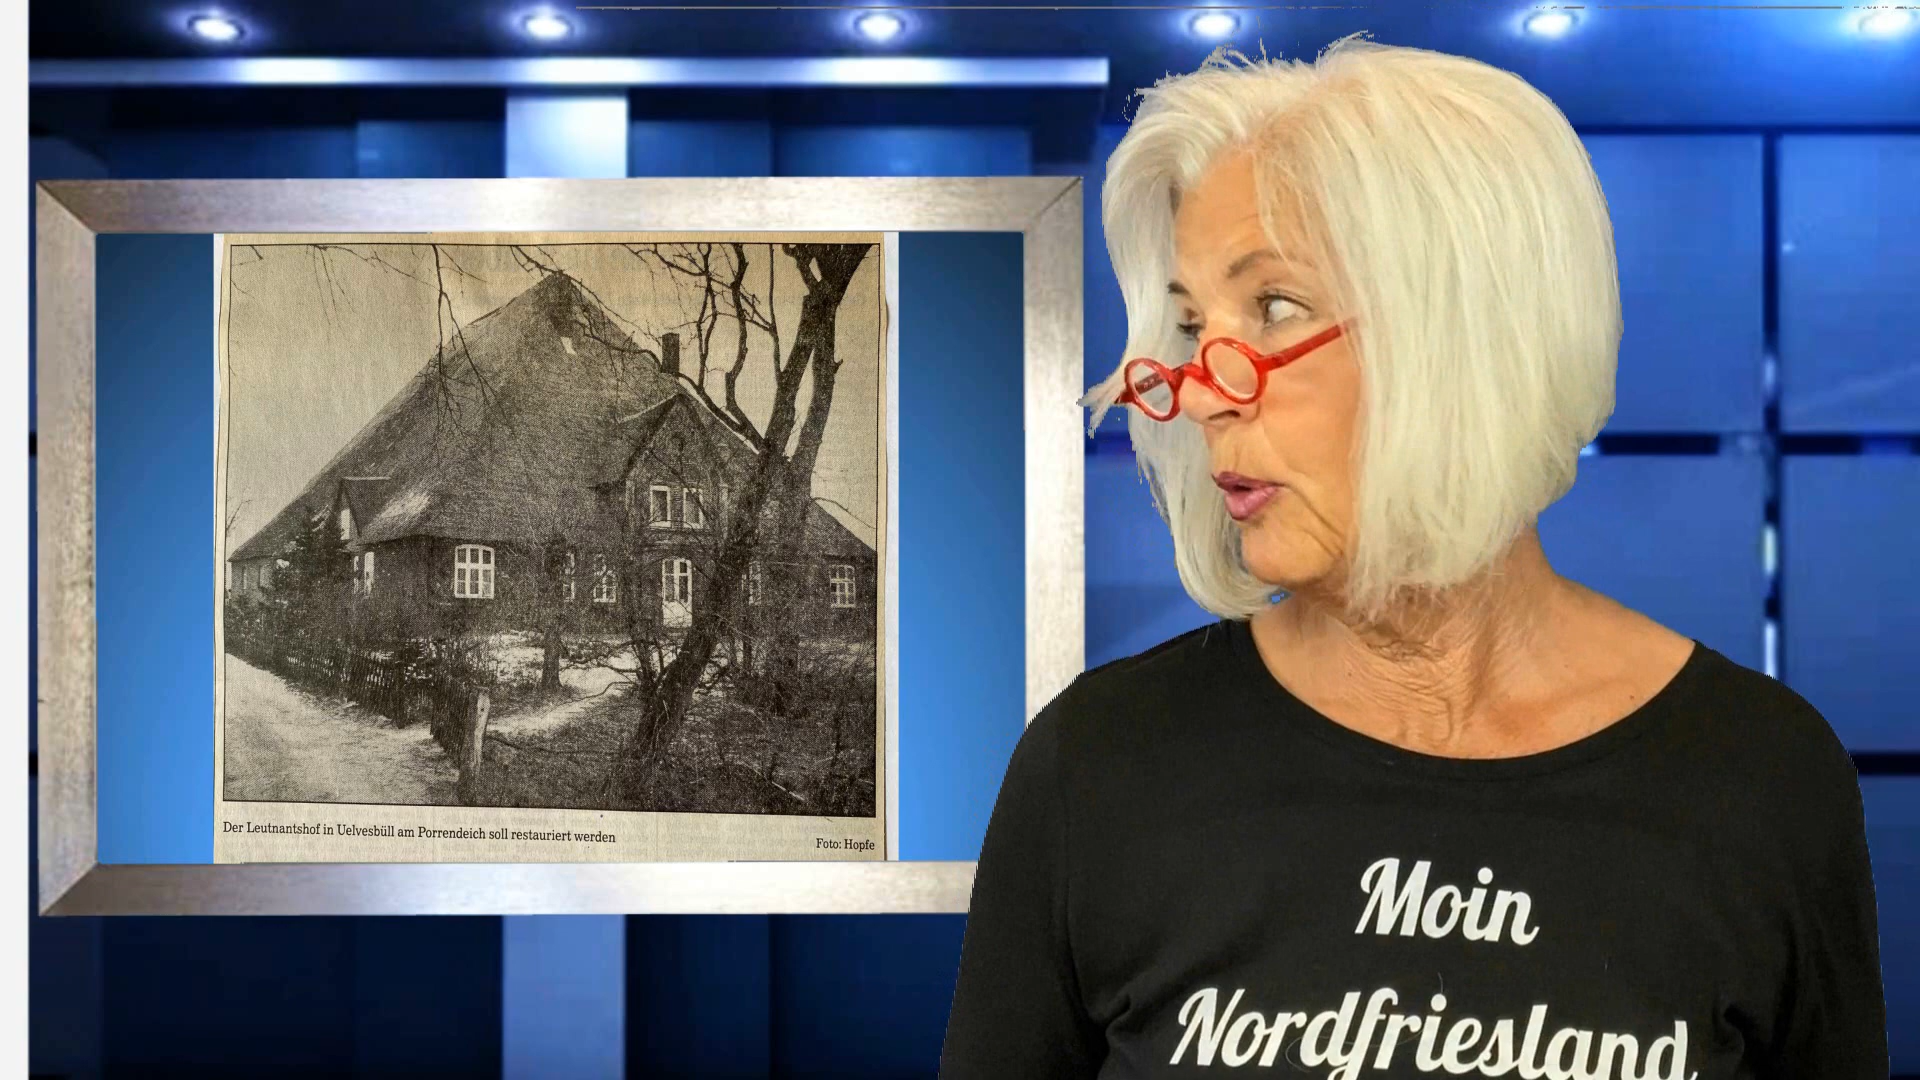 Der Leutnantshof in Uelvesbüll am Porrendeich soll restauriert werden
Foto: Hopfe
Moin
Nordfriesland